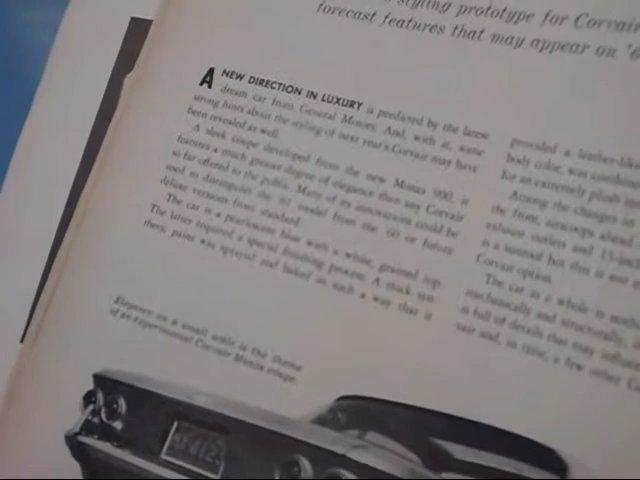 styling prototype for Corvair
forecast features that may appear on '6
A NEW DIRECTION IN LUXURY is predicted by the latest
dream car from General Motors. And, with it, some
strong hints about the styling of next year's Corvair may have
been revealed as well.
A sleek coupe developed from the new Monza 900, it
features a much greater degree of elegance than any Corvair
so far offered to the public. Many of its innovations could be
used to distinguish the '61 model from the '60 or future
deluxe versions from standard.
The car is a pearlescent blue with a white, grained top.
The latter required a special finishing process. A thick syn-
thetic paint was sprayed and baked in such a way that it
provided a leather-like
body color, was combined
for an extremely plush
Among the changes in
the front, airscoops ahead
exhaust outlets and 13-inch
is a sunroof but this is not
Corvair option.
The car as a whole is
mechanically and structurally,
is full of details that may influence
vair and, in time, a few other
Elegance on a small scale is the theme
of an experimental Corvair Monza coupe.